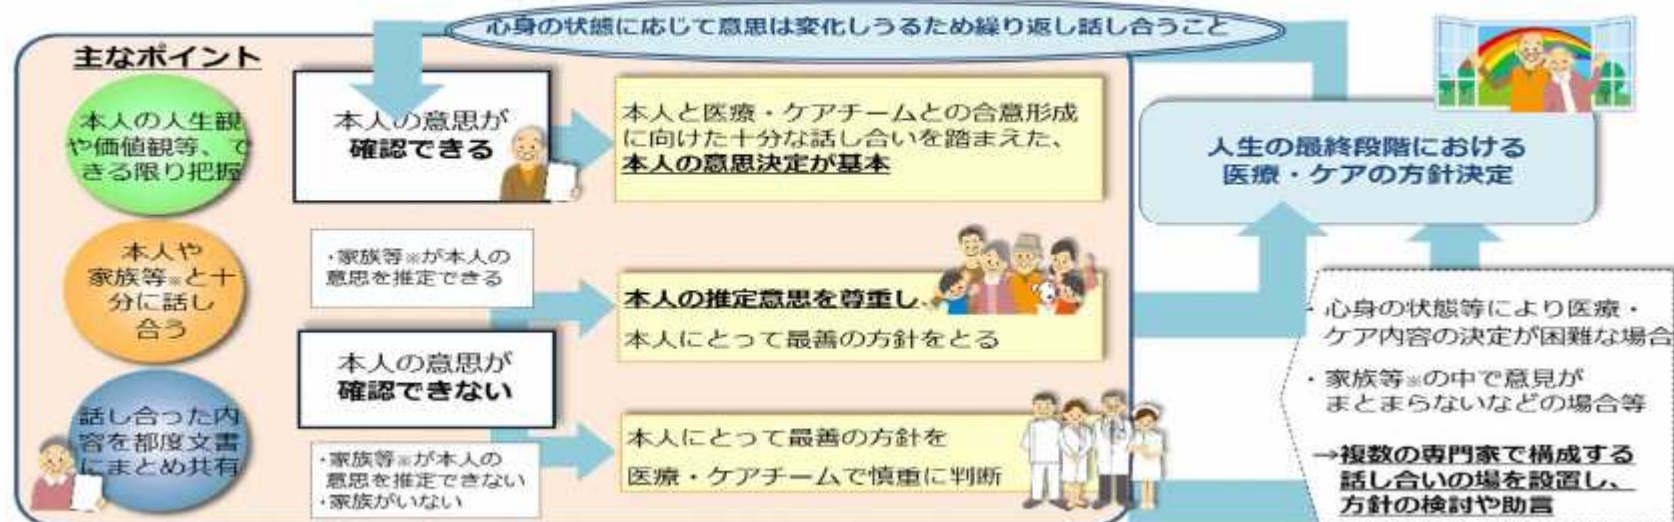 心身の状態に応じて意思は変化しうるため繰り返し話し合うこと
主なポイント
本人の人生観
や価値観等、で
きる限り把握
本人や
家族等※と十
分に話し
合う
話し合った内
容を都度文書
にまとめ共有
本人の意思が
確認できる
本人と医療・ケアチームとの合意形成
に向けた十分な話し合いを踏まえた、
本人の意思決定が基本
・家族等※が本人の
意思を推定できる
本人の推定意思を尊重し、
本人にとって最善の方針をとる
本人の意思が
確認できない
・家族等※が本人の
意思を推定できない
・家族がいない
本人にとって最善の方針を
医療・ケアチームで慎重に判断
人生の最終段階における
医療・ケアの方針決定
・心身の状態等により医療・
ケア内容の決定が困難な場合
・家族等※の中で意見が
まとまらないなどの場合等
→複数の専門家で構成する
話し合いの場を設置し、
方針の検討や助言